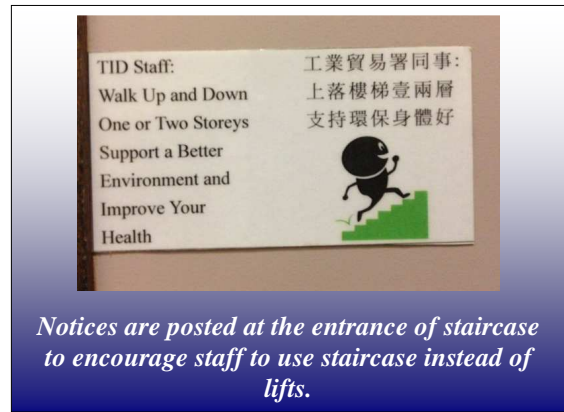 TID Staff:
Walk Up and Down
One or Two Storeys
Support a Better
Environment and
Improve Your
Health
工業貿易署同事:
上落樓梯壹兩層
支持環保身體好
Notices are posted at the entrance of staircase
to encourage staff to use staircase instead of
lifts.